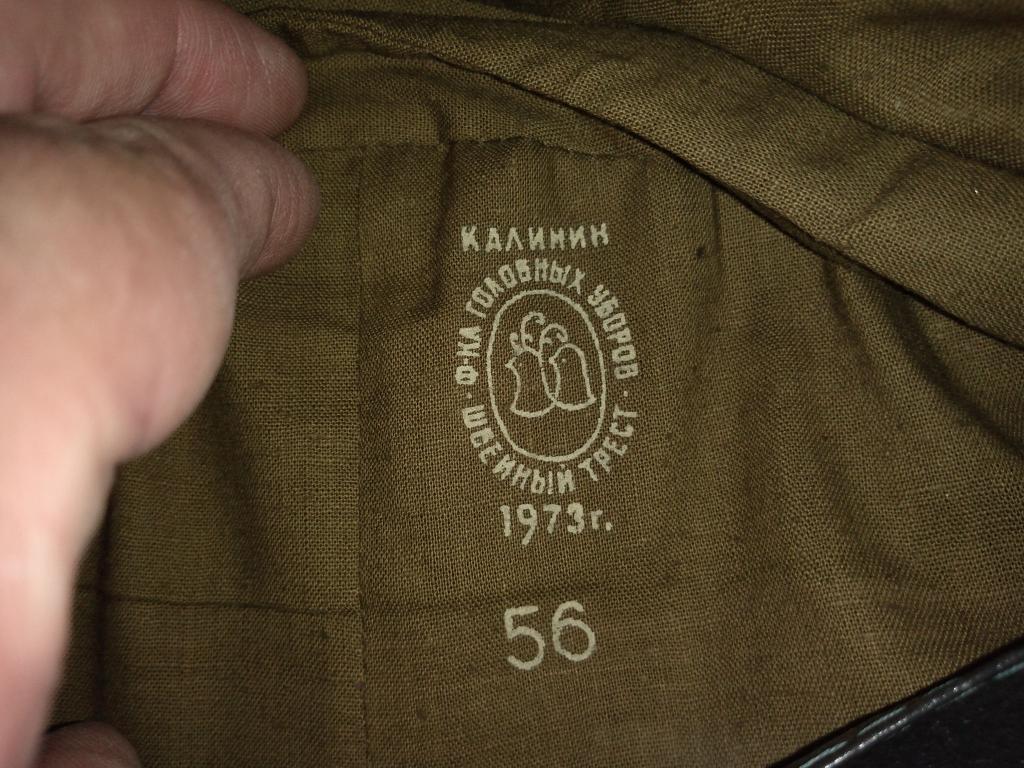 КАЛИНИН
Ф-КА ГОЛОВНЫХ УБОРОВ
ШВЕЙНЫЙ ТРЕСТ
1973г.
56